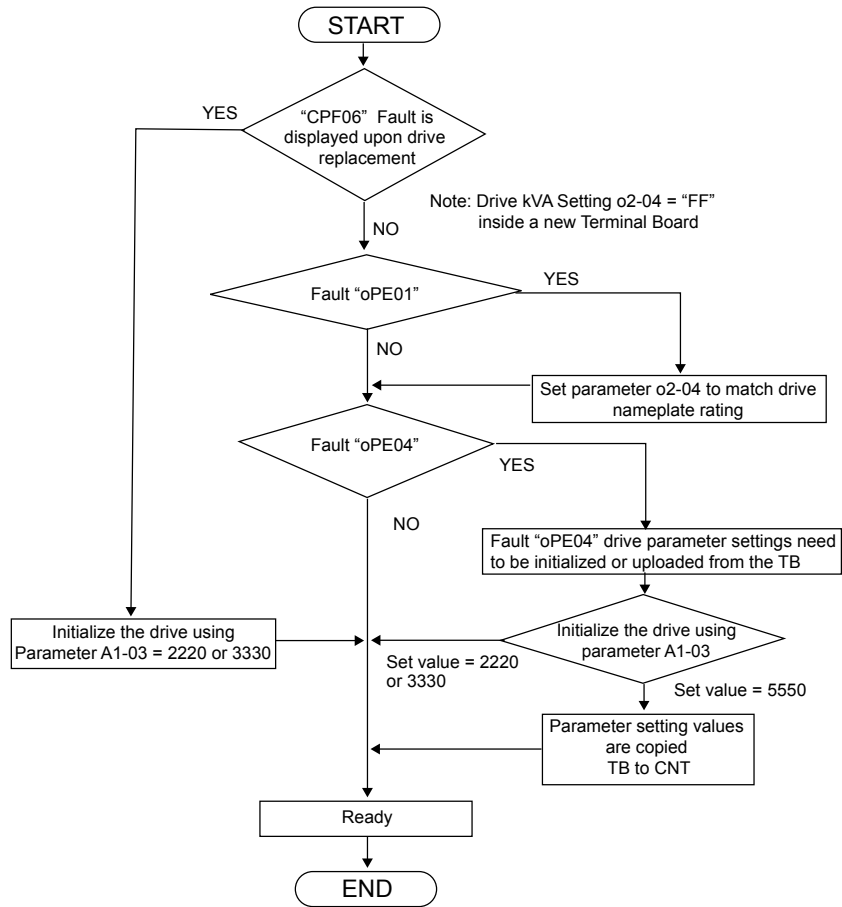 START
YES
“CPF06” Fault is
displayed upon drive
replacement
Note: Drive kVA Setting o2-04 = “FF”
inside a new Terminal Board
NO
Fault “oPE01”
YES
NO
Set parameter o2-04 to match drive
nameplate rating
Fault “oPE04”
YES
NO
Fault “oPE04” drive parameter settings need
to be initialized or uploaded from the TB
Initialize the drive using
Parameter A1-03 = 2220 or 3330
Initialize the drive using
parameter A1-03
Set value = 2220
or 3330
Set value = 5550
Parameter setting values
are copied
TB to CNT
Ready
END